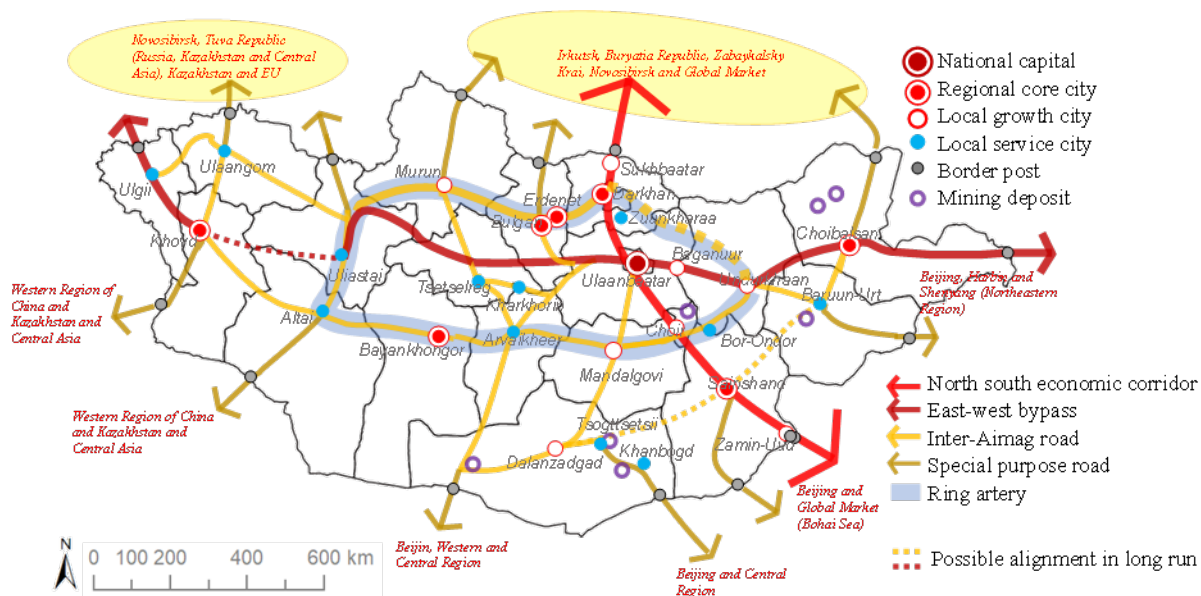 Novosibirsk, Tuva Republic
(Russia, Kazakhstan and Central
Asia), Kazakhstan and EU
Irkutsk, Buryatia Republic, Zabaykalsky
Krai, Novosibirsk and Global Market
National capital
Regional core city
Local growth city
Local service city
Border post
Mining deposit
Ulaangom
Ulgii
Murun
Sukhbaatar
Darkhan
Erdenet
Bulgan
Zuunkharaa
Khovd
Choibalsan
Baganuur
Ulaanbaatar
Undurkhaan
Uliastai
Tsetselreg
Kharkhorin
Baruun-Urt
Beijing, Harbin and
Shenyang (Northeastern
Region)
Western Region of
China and
Kazakhstan and
Central Asia
Altai
Bayankhongor
Arvaikheer
Choir
Bor-Ondor
Mandalgovi
Sainshand
Western Region of China
and Kazakhstan and
Central Asia
Tsogttsetsii
Khanbogd
Dalanzadgad
Zamin-Uud
North south economic corridor
East-west bypass
Inter-Aimag road
Special purpose road
Ring artery
Beijing and
Global Market
(Bohai Sea)
Beijin, Western and
Central Region
Beijing and Central
Region
Possible alignment in long run
N
0 100 200 400 600 km